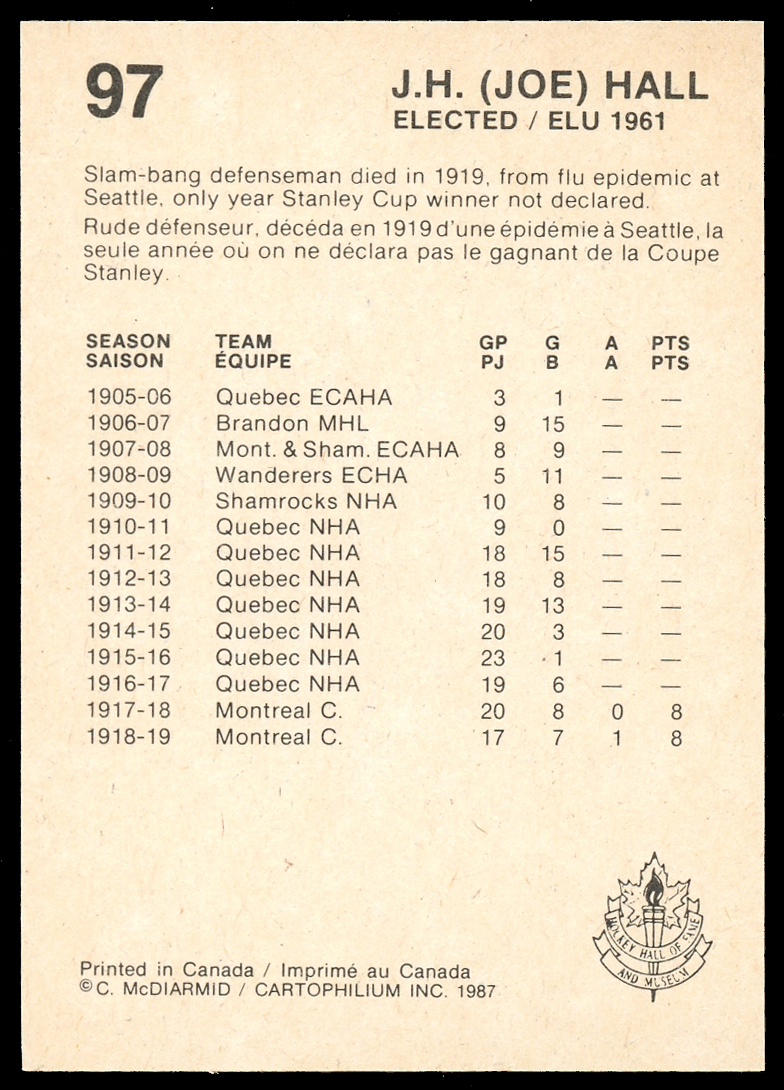 97
J.H. (JOE) HALL
ELECTED / ELU 1961
Slam-bang defenseman died in 1919, from flu epidemic at
Seattle, only year Stanley Cup winner not declared.
Rude défenseur, décéda en 1919 d'une épidémie à Seattle, la
seule année où on ne déclara pas le gagnant de la Coupe
Stanley.
SEASON TEAM GP G A PTS
SAISON ÉQUIPE PJ B A PTS
1905-06 Quebec ECAHA 3 1 — —
1906-07 Brandon MHL 9 15 — —
1907-08 Mont. & Sham. ECAHA 8 9 — —
1908-09 Wanderers ECHA 5 11 — —
1909-10 Shamrocks NHA 10 8 — —
1910-11 Quebec NHA 9 0 — —
1911-12 Quebec NHA 18 15 — —
1912-13 Quebec NHA 18 8 — —
1913-14 Quebec NHA 19 13 — —
1914-15 Quebec NHA 20 3 — —
1915-16 Quebec NHA 23 1 — —
1916-17 Quebec NHA 19 6 — —
1917-18 Montreal C. 20 8 0 8
1918-19 Montreal C. 17 7 1 8
HOCKEY HALL OF FAME
AND MUSEUM
Printed in Canada / Imprimé au Canada
© C. McDIARMID / CARTOPHILIUM INC. 1987